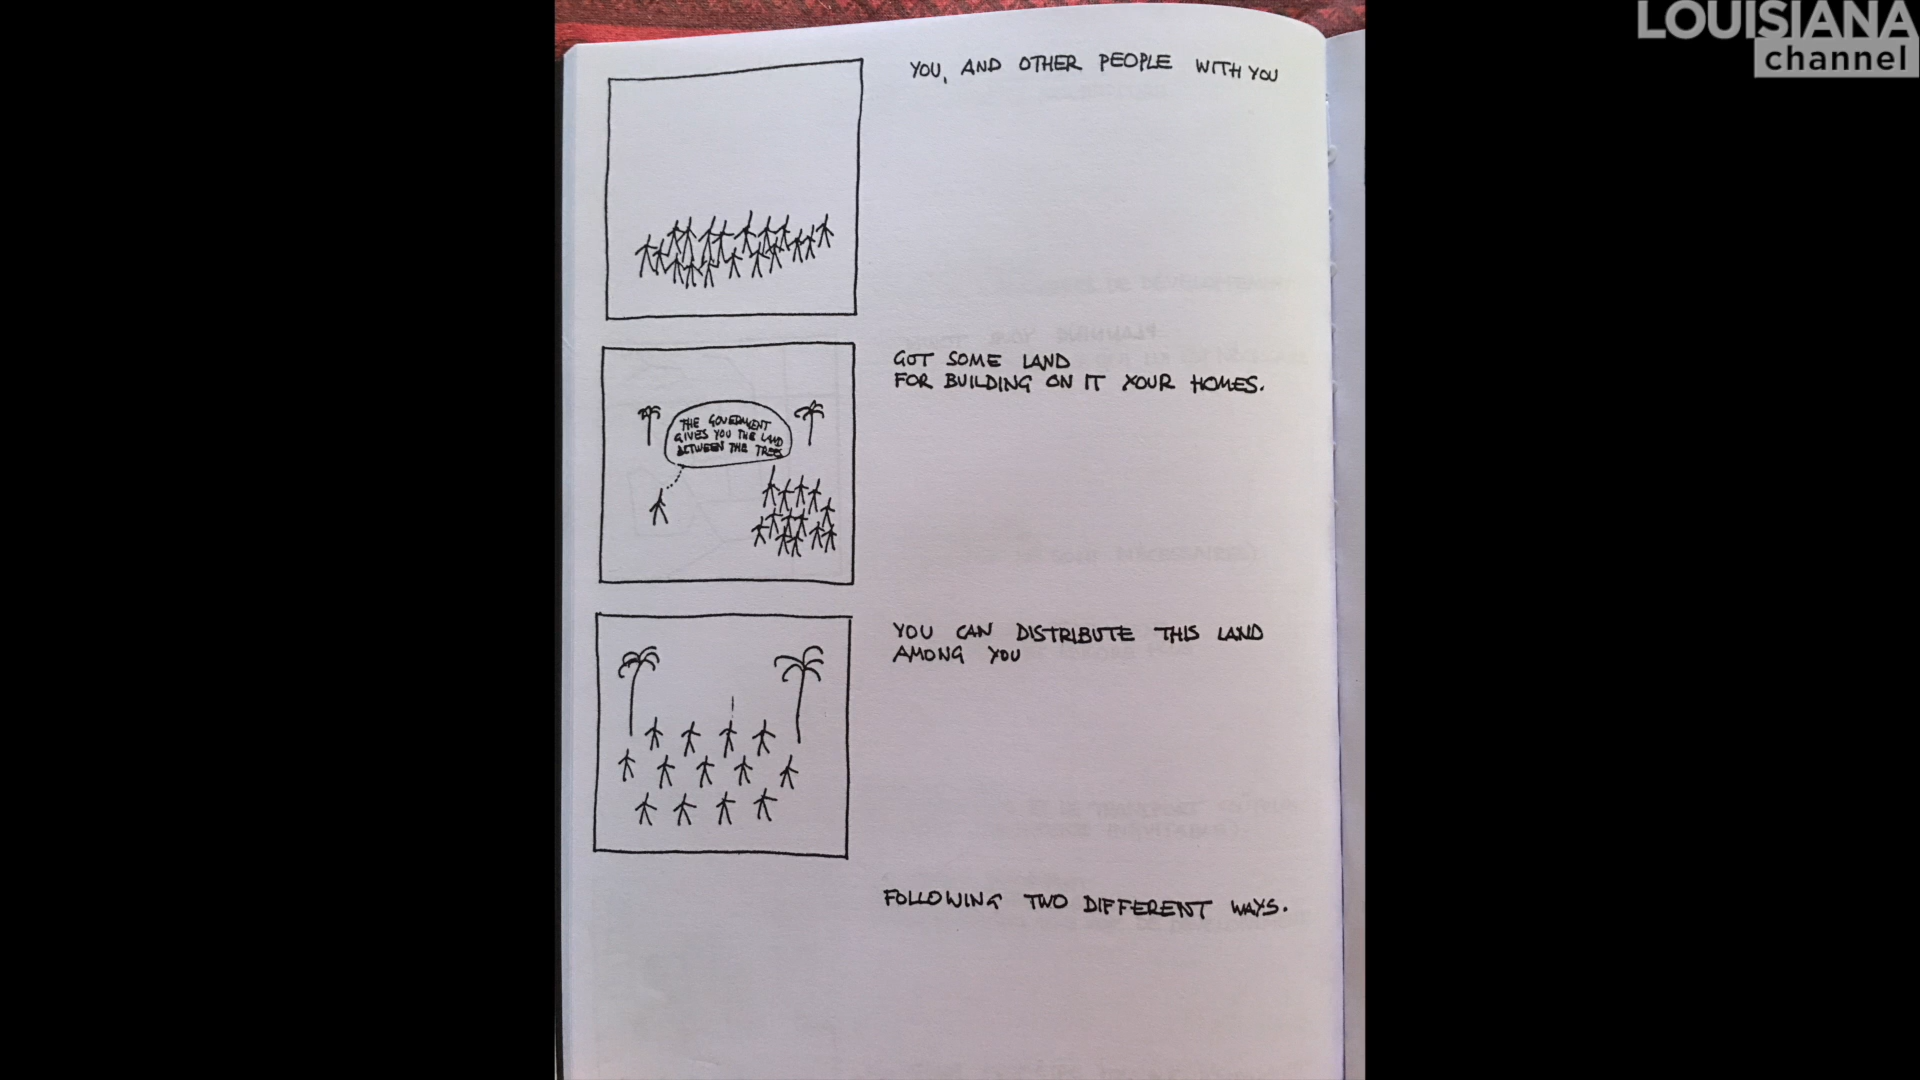 LOUISIANA
channel
YOU, AND OTHER PEOPLE WITH YOU
GOT SOME LAND
FOR BUILDING ON IT YOUR HOMES.
THE GOVERMENT
GIVES YOU THE LAND
BETWEEN THE TREES
YOU CAN DISTRIBUTE THIS LAND
AMONG YOU
FOLLOWING TWO DIFFERENT WAYS.